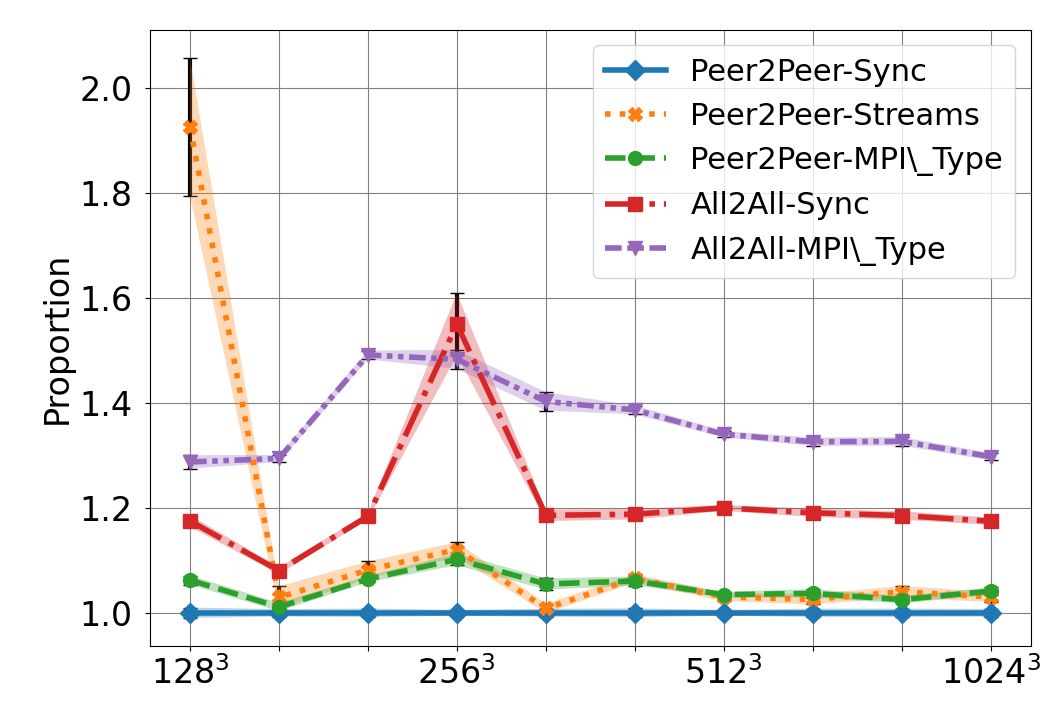 Peer2Peer-Sync
Peer2Peer-Streams
Peer2Peer-MPI\_Type
All2All-Sync
All2All-MPI\_Type
Proportion
2.0
1.8
1.6
1.4
1.2
1.0
128³
256³
512³
1024³